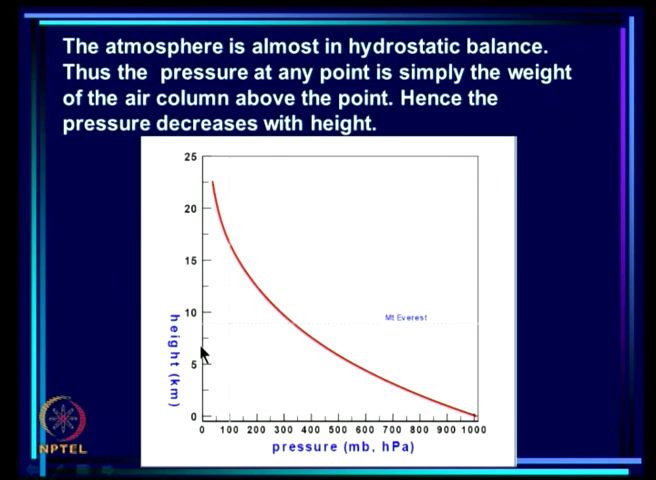 The atmosphere is almost in hydrostatic balance.
Thus the pressure at any point is simply the weight
of the air column above the point. Hence the
pressure decreases with height.
25
20
15
10
5
0
height (km)
Mt Everest
0 100 200 300 400 500 600 700 800 900 1000
pressure (mb, hPa)
NPTEL